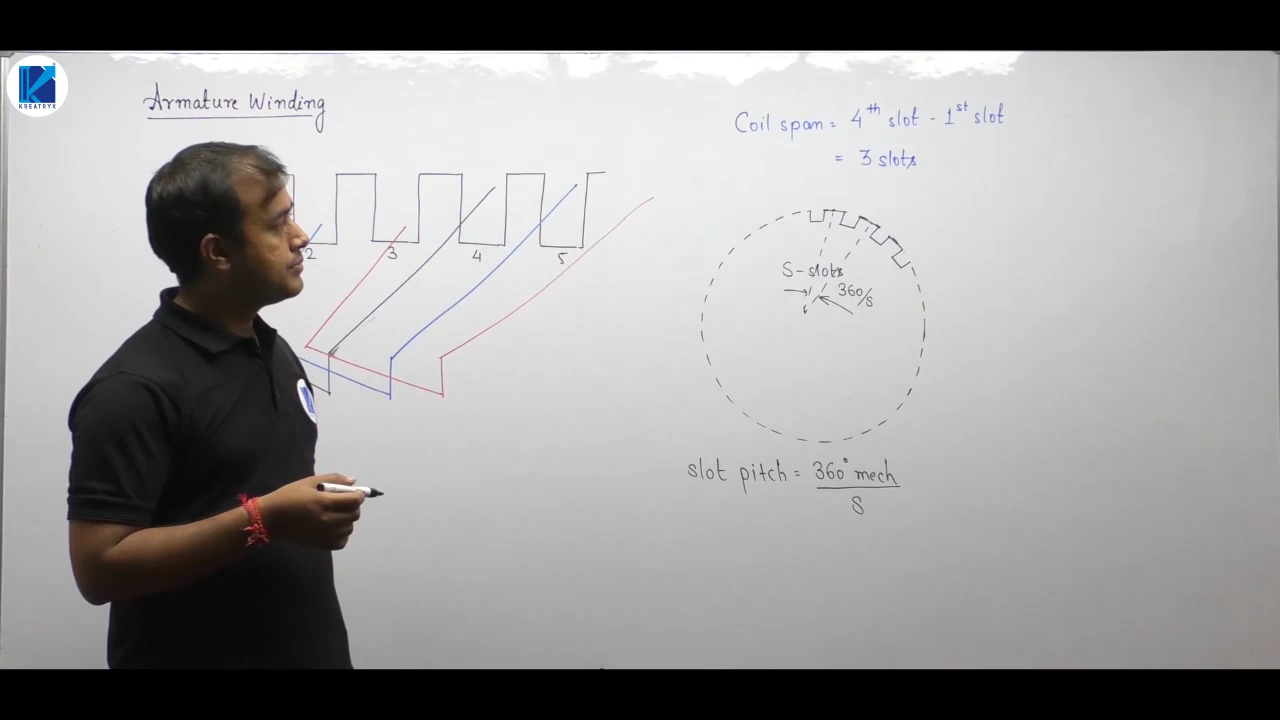 KREATRYX
Armature Winding
Coil span = 4th slot - 1st slot
= 3 slots
2 3 4 5
S - slots
360/S
slot pitch = 360° mech
S